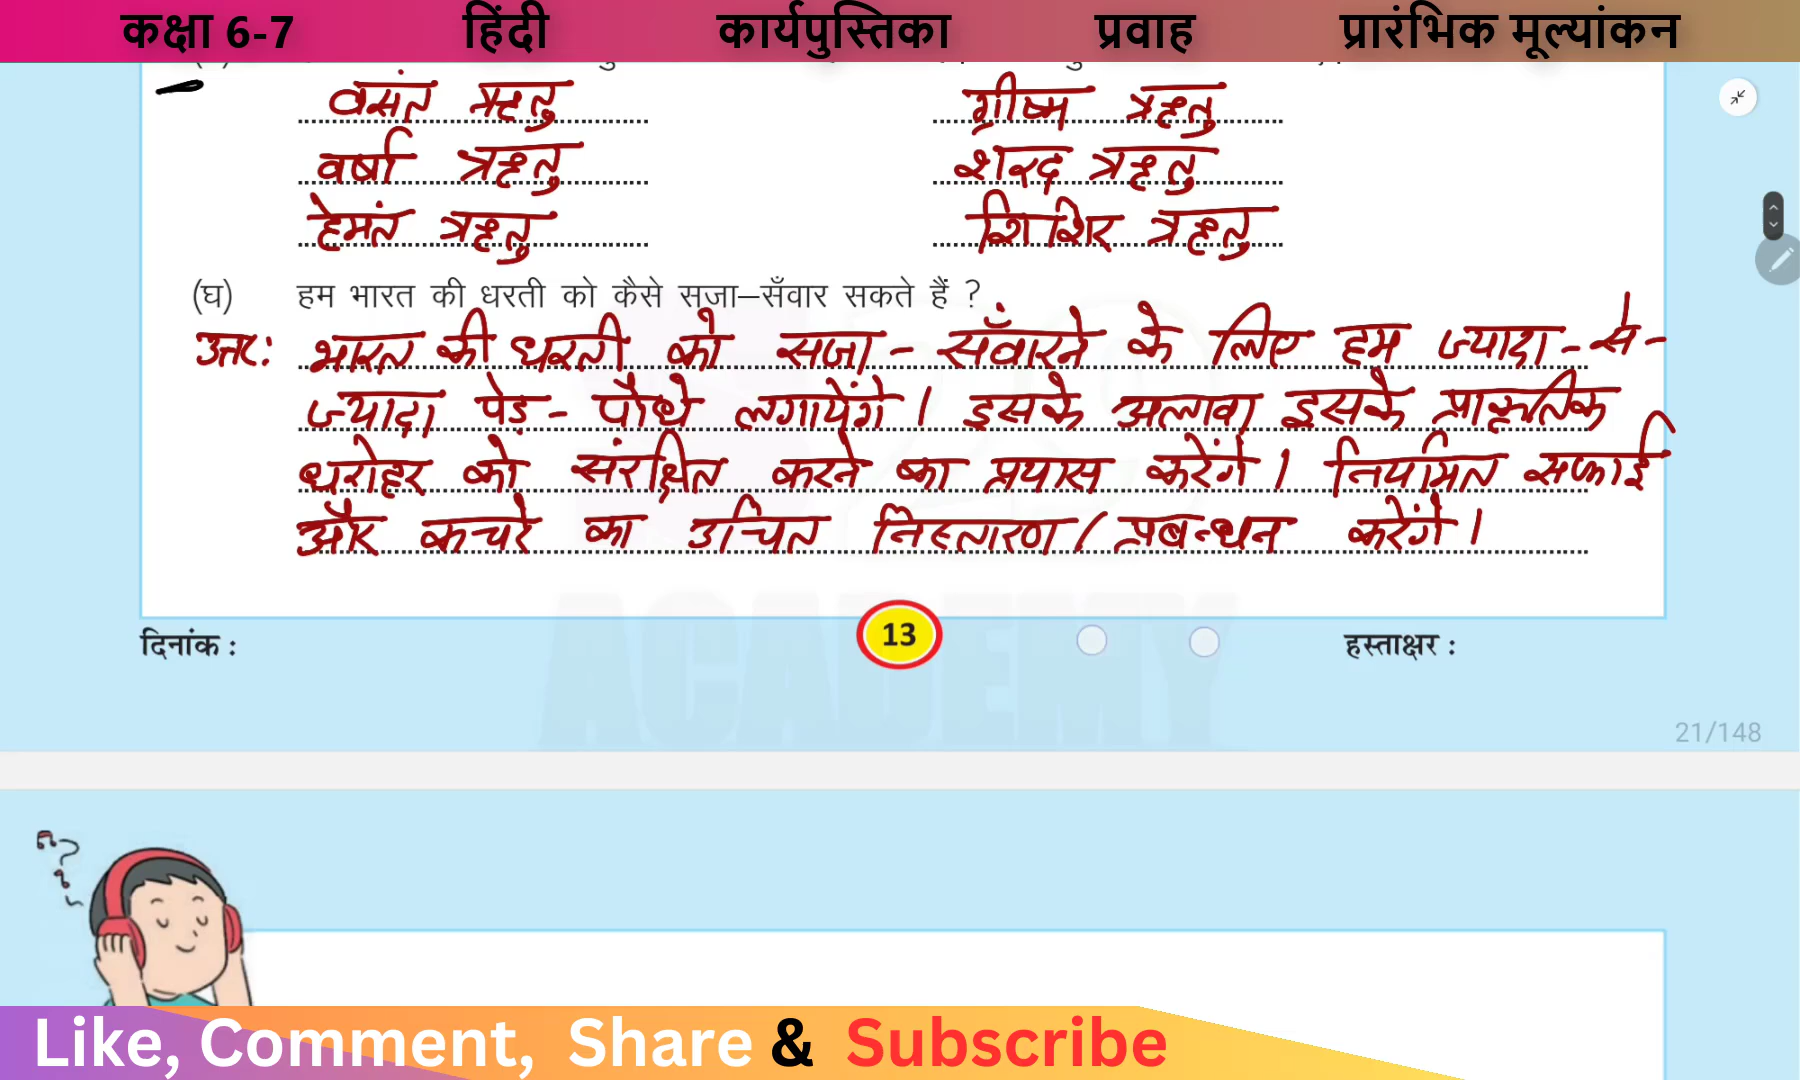 कक्षा 6-7 हिंदी कार्यपुस्तिका प्रवाह प्रारंभिक मूल्यांकन
वसंत ऋतु ग्रीष्म ऋतु
वर्षा ऋतु शरद ऋतु
हेमंत ऋतु शिशिर ऋतु
(घ) हम भारत की धरती को कैसे सजा–सँवार सकते हैं ?
उत्तर: भारत की धरती को सजा - सँवारने के लिए हम ज्यादा - से -
ज्यादा पेड़ - पौधे लगायेंगे। इसके अलावा इसके प्राकृतिक
धरोहर को संरक्षित करने का प्रयास करेंगे। नियमित सफाई
और कचरे का उचित निस्तारण / प्रबन्धन करेंगे।
ACADEMY
दिनांक : 13 हस्ताक्षर :
21/148
Like, Comment, Share & Subscribe